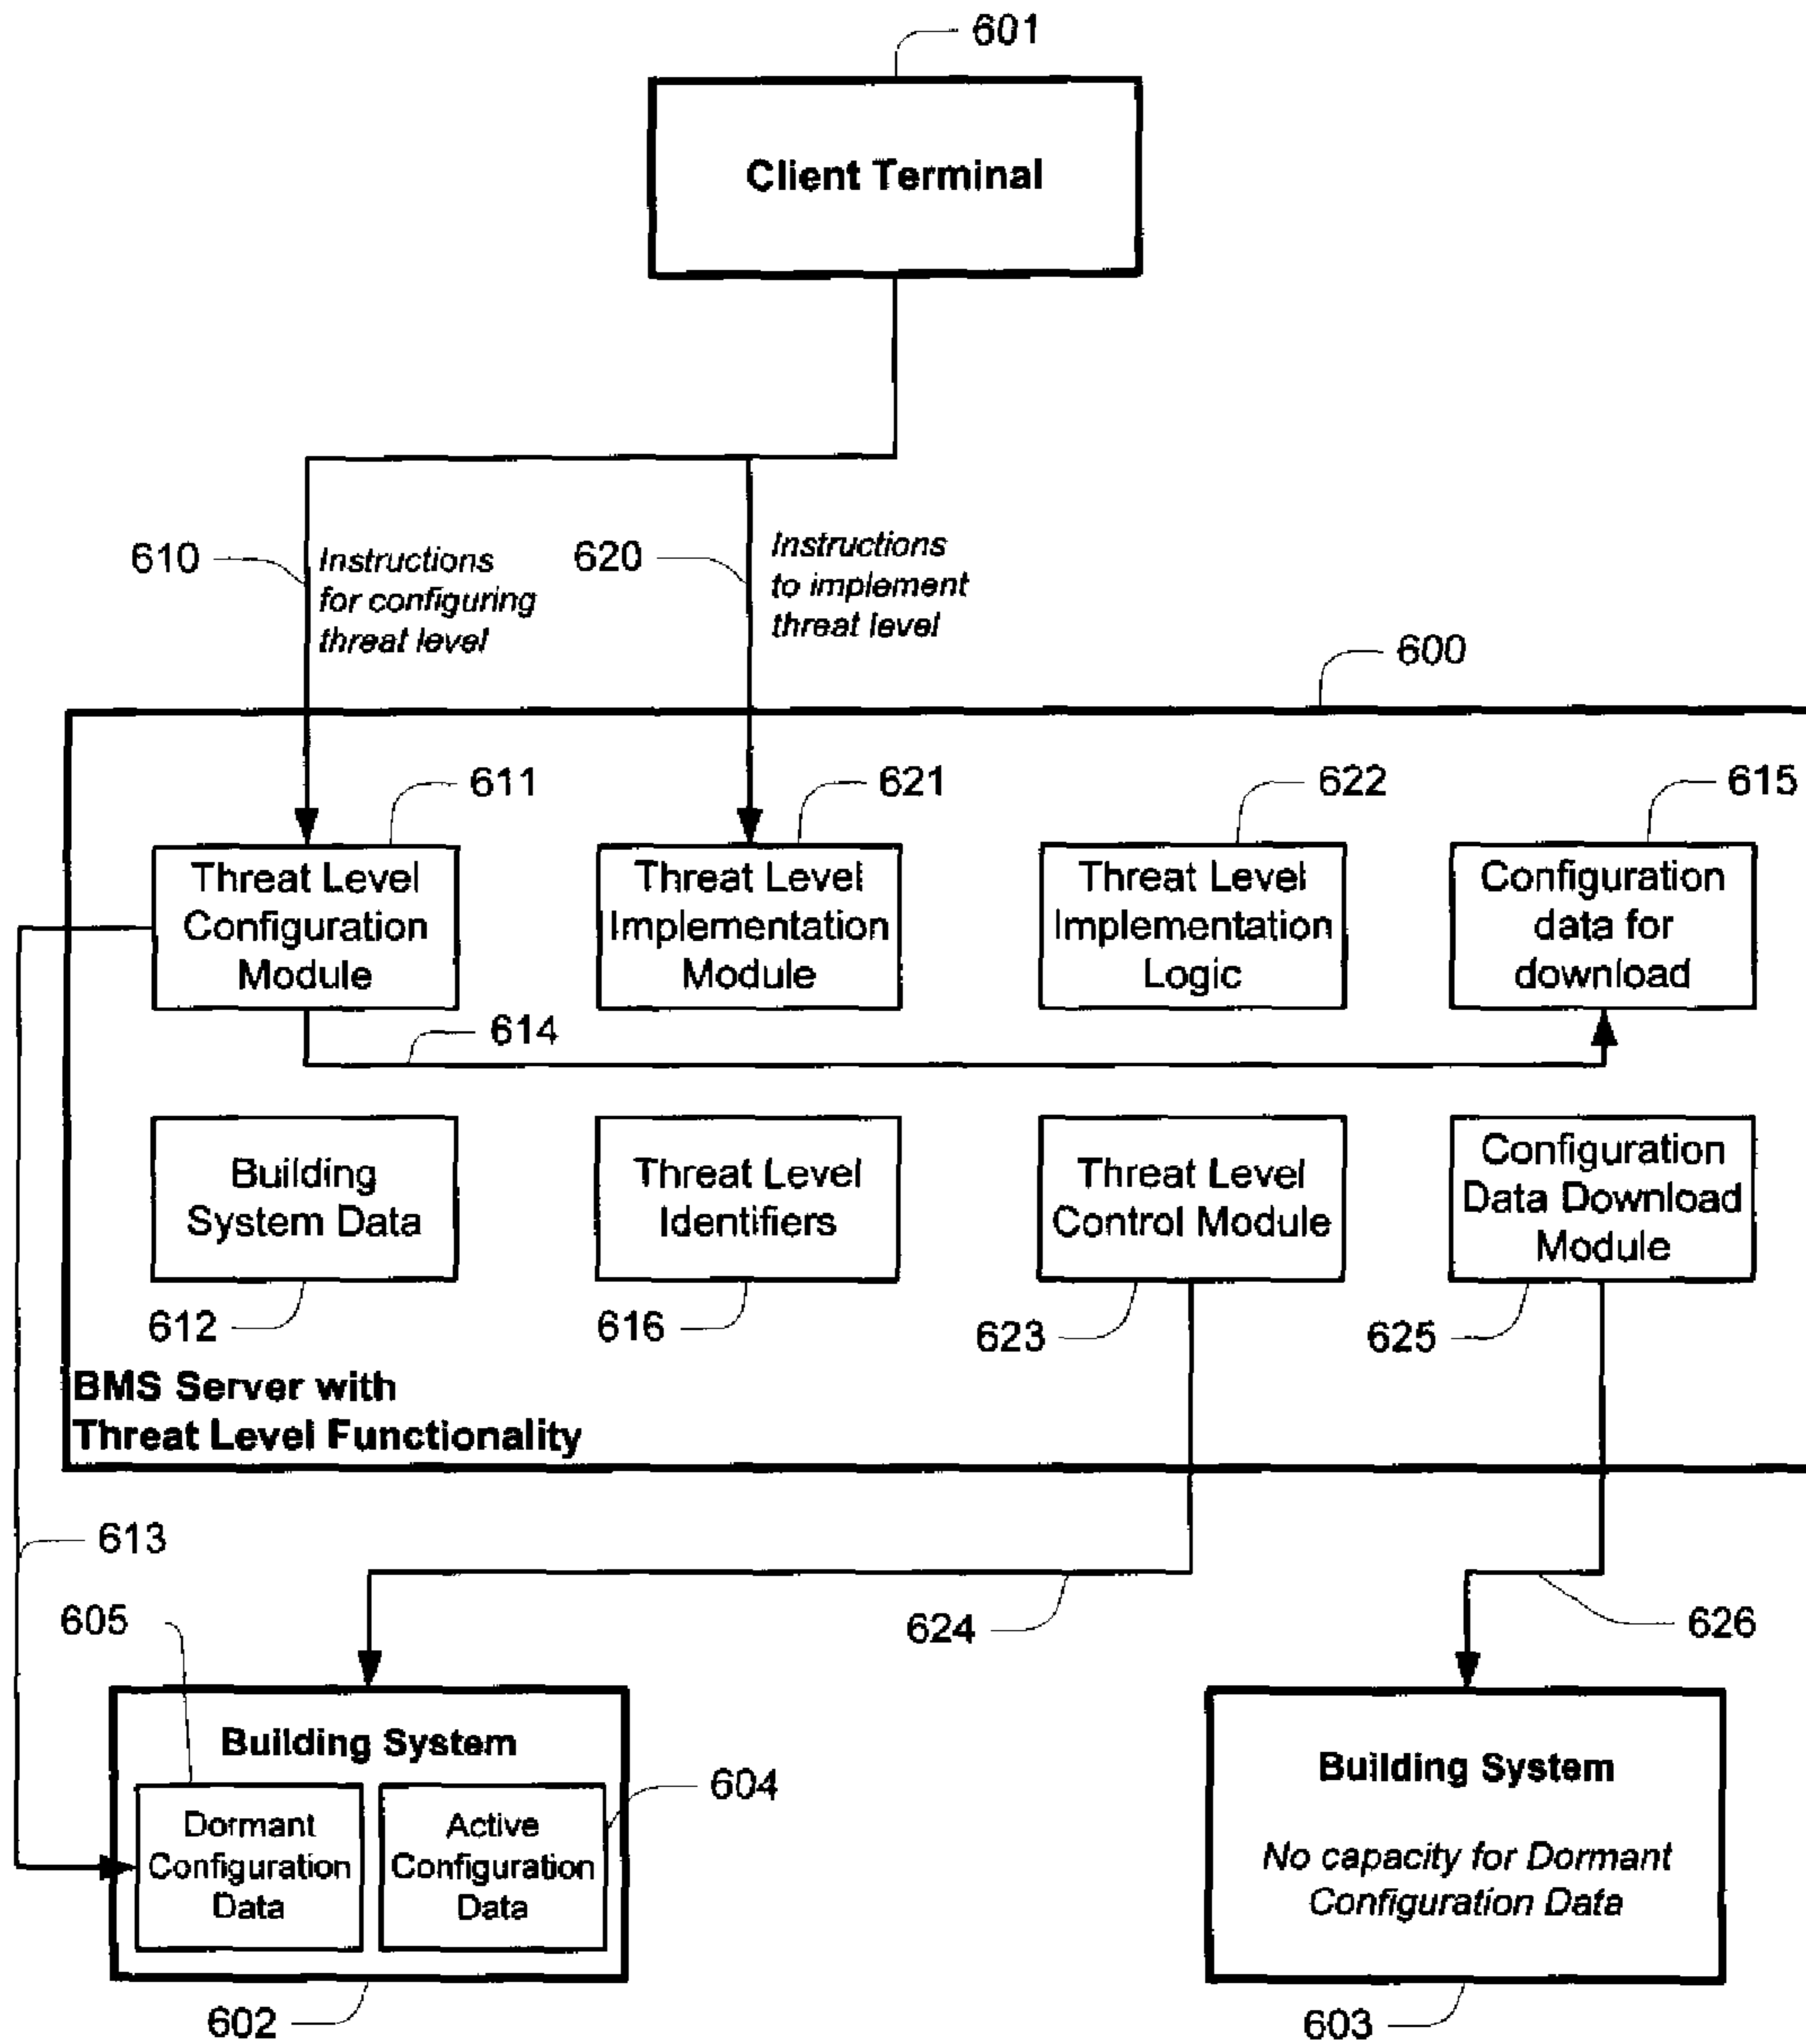 601
Client Terminal
610
Instructions
for configuring
threat level
620
Instructions
to implement
threat level
600
611
621
622
615
Threat Level
Configuration
Module
Threat Level
Implementation
Module
Threat Level
Implementation
Logic
Configuration
data for
download
614
Building
System Data
Threat Level
Identifiers
Threat Level
Control Module
Configuration
Data Download
Module
612
616
623
625
BMS Server with
Threat Level Functionality
613
605
624
626
Building System
604
Dormant
Configuration
Data
Active
Configuration
Data
602
Building System
No capacity for Dormant
Configuration Data
603